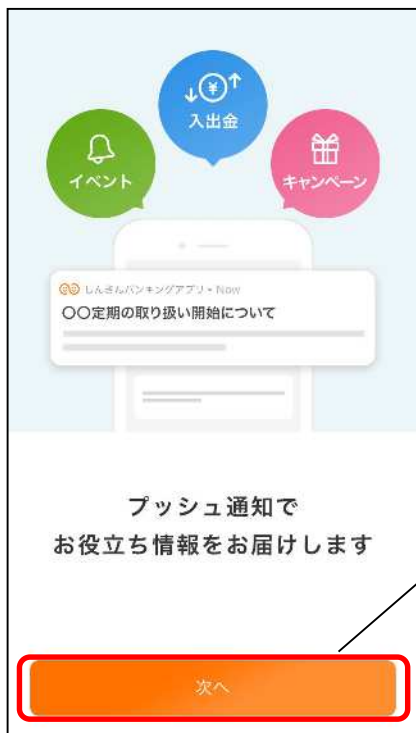 入出金
イベント
キャンペーン
しんきんバンキングアプリ • Now
〇〇定期の取り扱い開始について
プッシュ通知で
お役立ち情報をお届けします
次へ